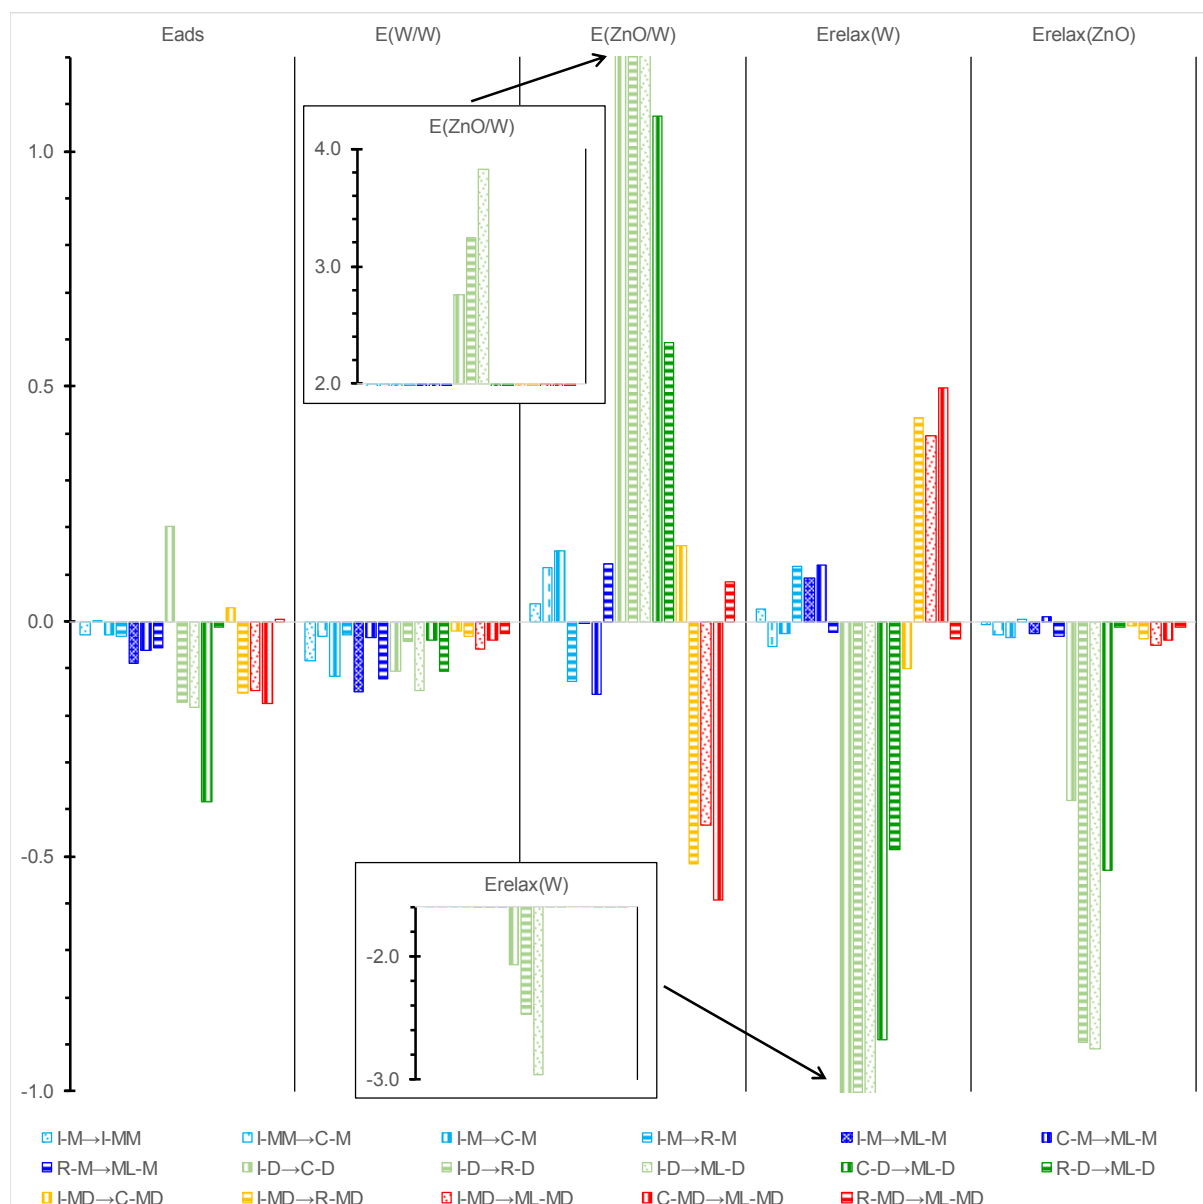 Eads E(W/W) E(ZnO/W) Erelax(W) Erelax(ZnO)
1.0
0.5
0.0
-0.5
-1.0
E(ZnO/W)
4.0
3.0
2.0
Erelax(W)
-2.0
-3.0
I-M→I-MM I-MM→C-M I-M→C-M I-M→R-M I-M→ML-M C-M→ML-M
R-M→ML-M I-D→C-D I-D→R-D I-D→ML-D C-D→ML-D R-D→ML-D
I-MD→C-MD I-MD→R-MD I-MD→ML-MD C-MD→ML-MD R-MD→ML-MD